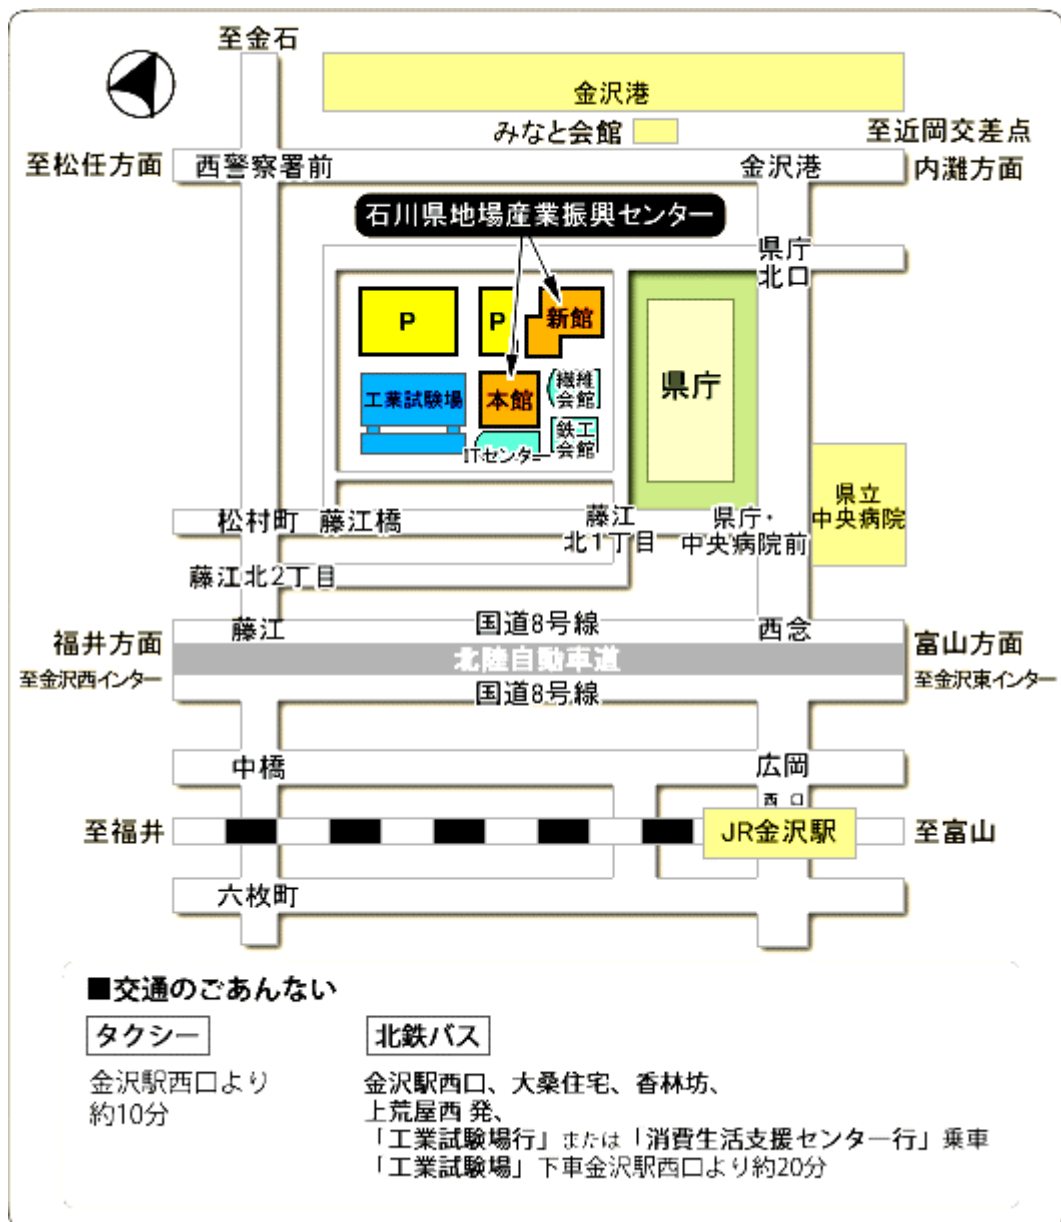 至金石
金沢港
みなと会館
至近岡交差点
至松任方面
西警察署前
金沢港
内灘方面
石川県地場産業振興センター
県庁
北口
P
P
新館
県庁
工業試験場
本館
繊維
会館
鉄工
会館
ITセンター
県立
中央病院
松村町
藤江橋
藤江
北1丁目
県庁・
中央病院前
藤江北2丁目
福井方面
藤江
国道8号線
西念
富山方面
北陸自動車道
至金沢西インター
国道8号線
至金沢東インター
中橋
広岡
西口
至福井
JR金沢駅
至富山
六枚町
■交通のごあんない
タクシー
金沢駅西口より
約10分
北鉄バス
金沢駅西口、大桑住宅、香林坊、
上荒屋西 発、
「工業試験場行」または「消費生活支援センター行」乗車
「工業試験場」下車金沢駅西口より約20分